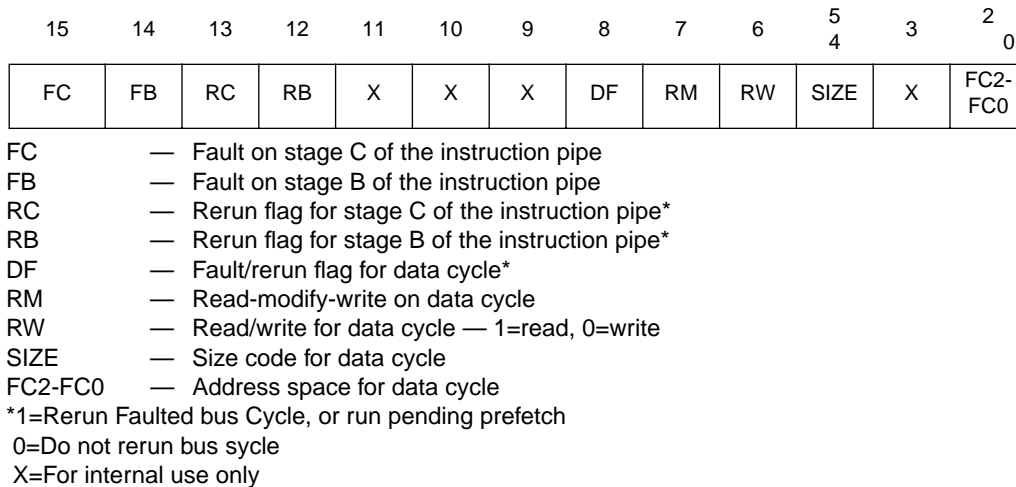 15 14 13 12 11 10 9 8 7 6 5 4 3 2 0
FC FB RC RB X X X DF RM RW SIZE X FC2-FC0
FC — Fault on stage C of the instruction pipe
FB — Fault on stage B of the instruction pipe
RC — Rerun flag for stage C of the instruction pipe*
RB — Rerun flag for stage B of the instruction pipe*
DF — Fault/rerun flag for data cycle*
RM — Read-modify-write on data cycle
RW — Read/write for data cycle — 1=read, 0=write
SIZE — Size code for data cycle
FC2-FC0 — Address space for data cycle
*1=Rerun Faulted bus Cycle, or run pending prefetch
0=Do not rerun bus sycle
X=For internal use only